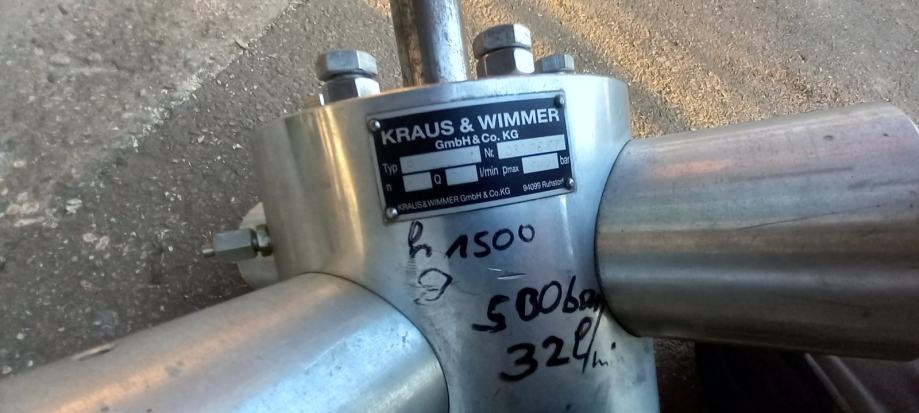 KRAUS & WIMMER
GmbH & Co. KG
Typ Nr.
n Q l/min pmax bar
KRAUS & WIMMER GmbH & Co. KG 94099 Ruhstorf
1500
500bar
32l/min